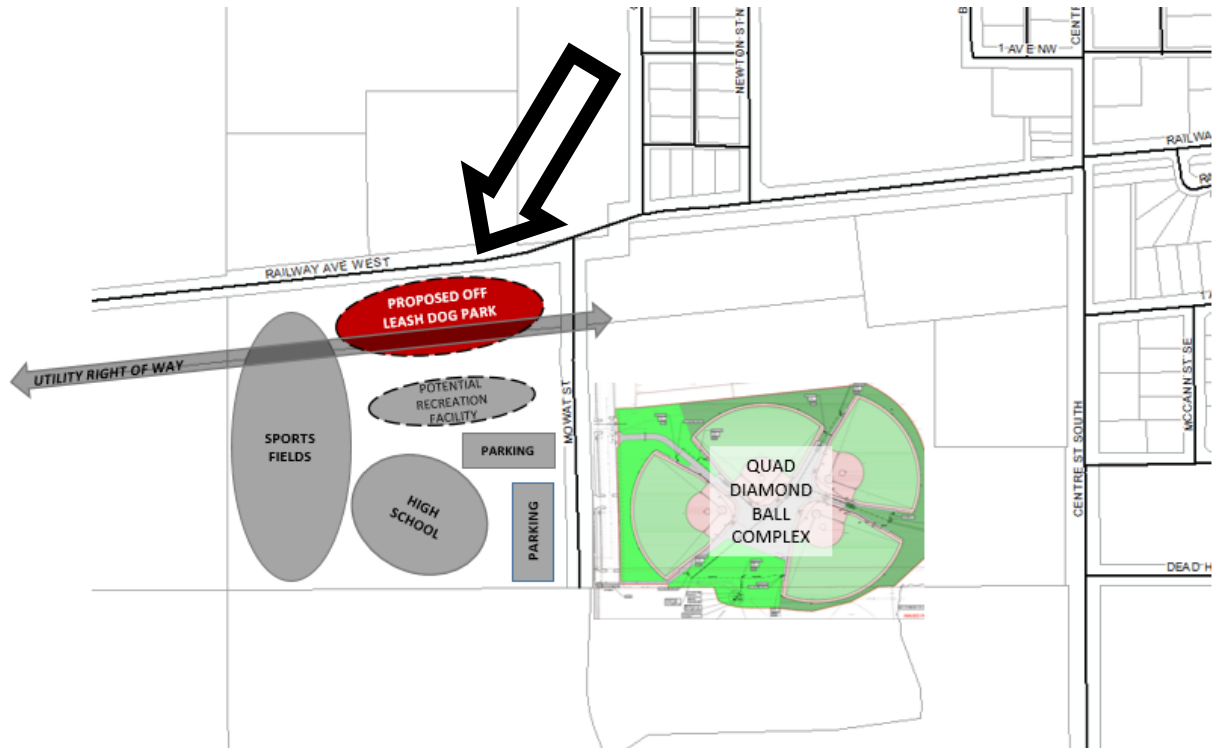 NEWTON ST N
CENTR
1 AVE NW
RAILWA
RAILWAY AVE WEST
PROPOSED OFF
LEASH DOG PARK
UTILITY RIGHT OF WAY
POTENTIAL
RECREATION
FACILITY
MOWAT ST
SPORTS
FIELDS
PARKING
HIGH
SCHOOL
PARKING
QUAD
DIAMOND
BALL
COMPLEX
CENTRE ST SOUTH
MCCANN ST SE
DEAD H